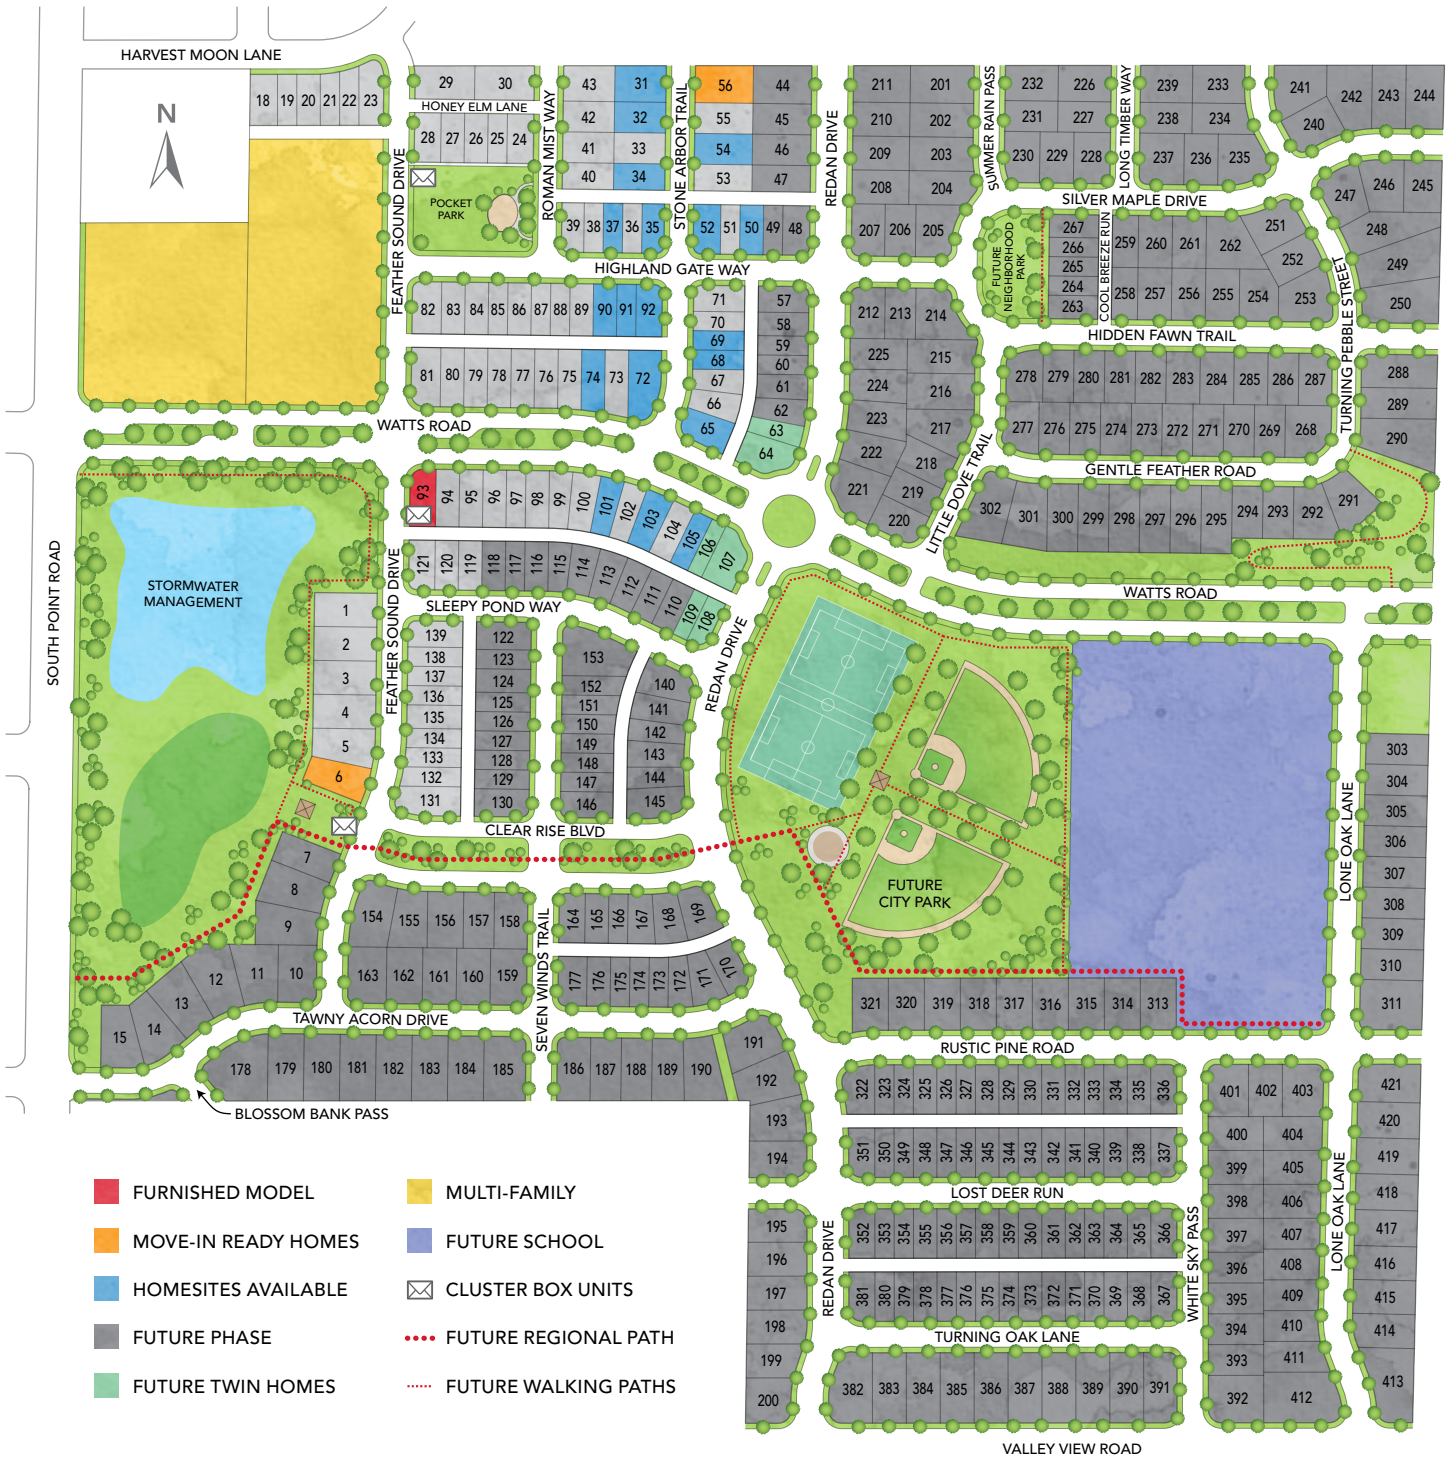 HARVEST MOON LANE
18 19 20 21 22 23
N
29 30
HONEY ELM LANE
28 27 26 25 24
POCKET
PARK
FEATHER SOUND DRIVE
ROMAN MIST WAY
43 31
42 32
41 33
40 34
39 38 37 36 35
STONE ARBOR TRAIL
56 44
55 45
54 46
53 47
52 51 50 49 48
REDAN DRIVE
HIGHLAND GATE WAY
211 201
210 202
209 203
208 204
207 206 205
SUMMER RAIN PASS
232 226
231 227
230 229 228
LONG TIMBER WAY
239 233
238 234
237 236 235
241 242 243 244
240
SILVER MAPLE DRIVE
247 246 245
248
249
250
FUTURE
NEIGHBORHOOD
PARK
267
266
265
264
263
COOL BREEZE RUN
259 260 261 262 251
252
258 257 256 255 254 253
TURNING PEBBLE STREET
HIDDEN FAWN TRAIL
82 83 84 85 86 87 88 89 90 91 92
81 80 79 78 77 76 75 74 73 72
WATTS ROAD
71
70
69
68
67
66
65
57
58
59
60
61
62
63
64
212 213 214
225 215
224 216
223 217
222 218
221 219
220
LITTLE DOVE TRAIL
278 279 280 281 282 283 284 285 286 287
277 276 275 274 273 272 271 270 269 268
288
289
290
GENTLE FEATHER ROAD
302 301 300 299 298 297 296 295 294 293 292 291
WATTS ROAD
SOUTH POINT ROAD
STORMWATER
MANAGEMENT
93 94 95 96 97 98 99 100 101 102 103 104 105 106 107
121 120 119 118 117 116 115 114 113 112 111 110 109 108
SLEEPY POND WAY
FEATHER SOUND DRIVE
REDAN DRIVE
1
2
3
4
5
6
7
8
9
10
11
12
13
14
15
139
138
137
136
135
134
133
132
131
122
123
124
125
126
127
128
129
130
153
152
151
150
149
148
147
146
140
141
142
143
144
145
CLEAR RISE BLVD
FUTURE
CITY PARK
303
304
305
306
307
308
309
310
311
LONE OAK LANE
154 155 156 157 158
163 162 161 160 159
SEVEN WINDS TRAIL
164 165 166 167 168 169
177 176 175 174 173 172 171 170
TAWNY ACORN DRIVE
178 179 180 181 182 183 184 185
186 187 188 189 190
191
192
193
194
BLOSSOM BANK PASS
321 320 319 318 317 316 315 314 313
RUSTIC PINE ROAD
322 323 324 325 326 327 328 329 330 331 332 333 334 335 336
351 350 349 348 347 346 345 344 343 342 341 340 339 338 337
LOST DEER RUN
352 353 354 355 356 357 358 359 360 361 362 363 364 365 366
381 380 379 378 377 376 375 374 373 372 371 370 369 368 367
TURNING OAK LANE
382 383 384 385 386 387 388 389 390 391
VALLEY VIEW ROAD
195
196
197
198
199
200
REDAN DRIVE
WHITE SKY PASS
401 402 403
400 404
399 405
398 406
397 407
396 408
395 409
394 410
393 411
392 412
LONE OAK LANE
421
420
419
418
417
416
415
414
413
FURNISHED MODEL
MOVE-IN READY HOMES
HOMESITES AVAILABLE
FUTURE PHASE
FUTURE TWIN HOMES
MULTI-FAMILY
FUTURE SCHOOL
CLUSTER BOX UNITS
FUTURE REGIONAL PATH
FUTURE WALKING PATHS